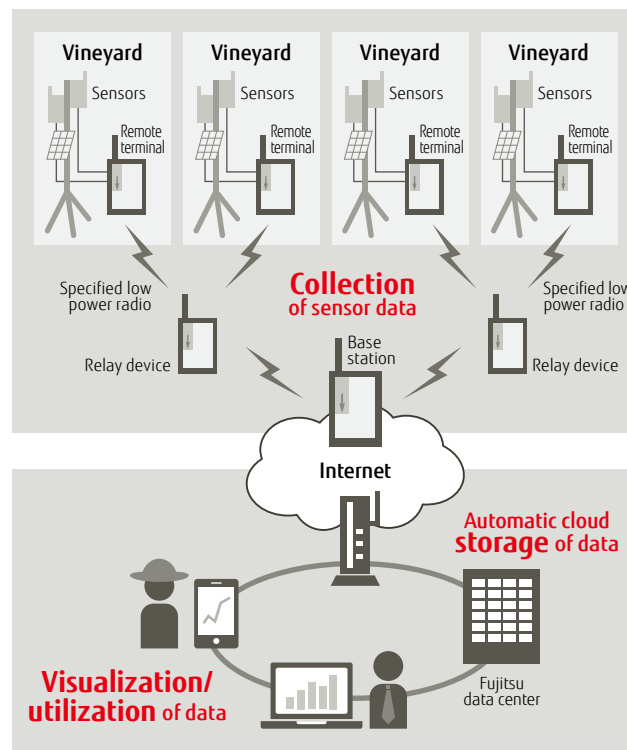 Vineyard
Sensors
Remote
terminal
Vineyard
Sensors
Remote
terminal
Vineyard
Sensors
Remote
terminal
Vineyard
Sensors
Remote
terminal
Specified low
power radio
Collection
of sensor data
Specified low
power radio
Relay device
Base
station
Relay device
Internet
Automatic cloud
storage of data
Visualization/
utilization of data
Fujitsu
data center